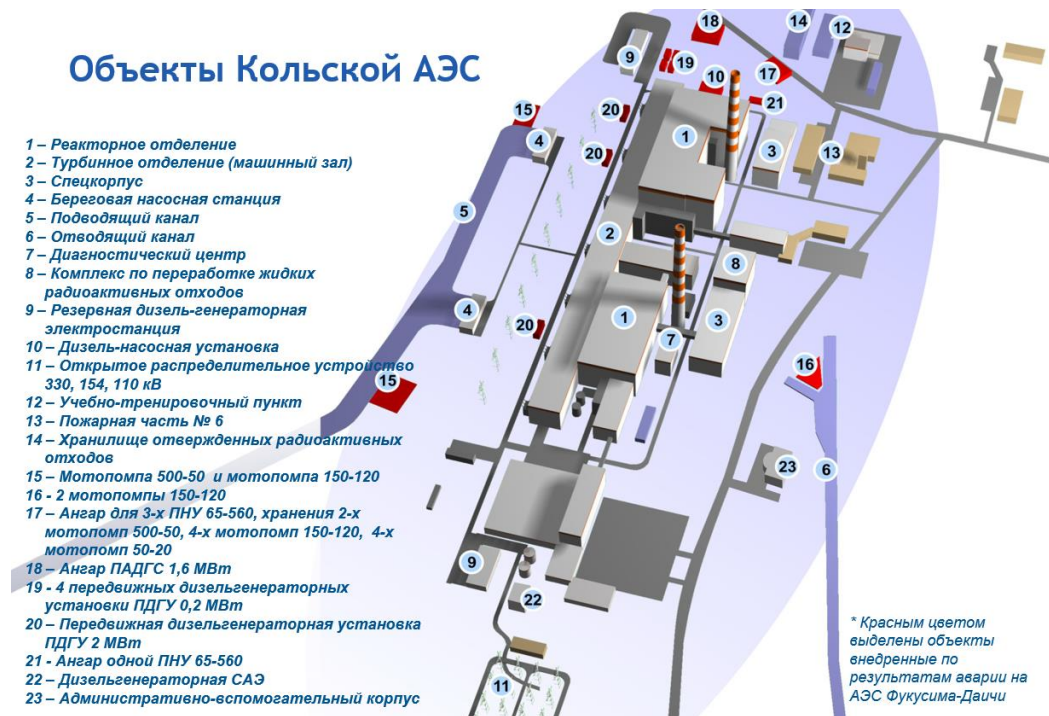 Объекты Кольской АЭС
1 – Реакторное отделение
2 – Турбинное отделение (машинный зал)
3 – Спецкорпус
4 – Береговая насосная станция
5 – Подводящий канал
6 – Отводящий канал
7 – Диагностический центр
8 – Комплекс по переработке жидких
радиоактивных отходов
9 – Резервная дизель-генераторная
электростанция
10 – Дизель-насосная установка
11 – Открытое распределительное устройство
330, 154, 110 кВ
12 – Учебно-тренировочный пункт
13 – Пожарная часть № 6
14 – Хранилище отвержденных радиоактивных
отходов
15 – Мотопомпа 500-50 и мотопомпа 150-120
16 - 2 мотопомпы 150-120
17 – Ангар для 3-х ПНУ 65-560, хранения 2-х
мотопомп 500-50, 4-х мотопомп 150-120, 4-х
мотопомп 50-20
18 – Ангар ПАДГС 1,6 МВт
19 - 4 передвижных дизельгенераторных
установки ПДГУ 0,2 МВт
20 – Передвижная дизельгенераторная установка
ПДГУ 2 МВт
21 - Ангар одной ПНУ 65-560
22 – Дизельгенераторная САЭ
23 – Административно-вспомогательный корпус
18
14
12
9
19
17
10
21
15
20
4
1
3
13
20
5
2
8
4
20
1
3
7
16
15
23
6
9
22
11
* Красным цветом
выделены объекты
внедренные по
результатам аварии на
АЭС Фукусима-Даичи